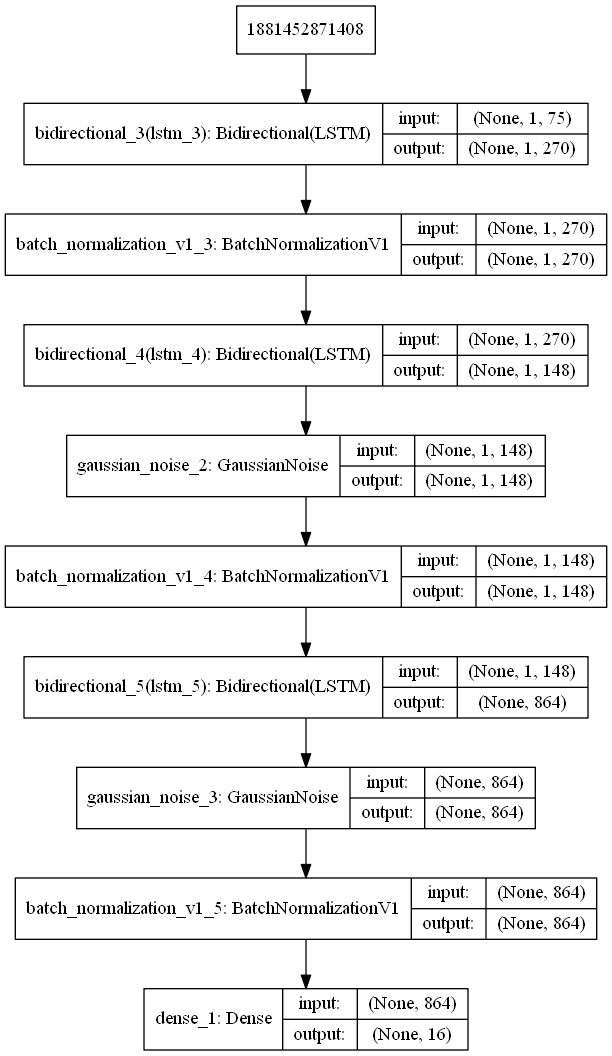 1881452871408
bidirectional_3(lstm_3): Bidirectional(LSTM)
input: (None, 1, 75)
output: (None, 1, 270)
batch_normalization_v1_3: BatchNormalizationV1
input: (None, 1, 270)
output: (None, 1, 270)
bidirectional_4(lstm_4): Bidirectional(LSTM)
input: (None, 1, 270)
output: (None, 1, 148)
gaussian_noise_2: GaussianNoise
input: (None, 1, 148)
output: (None, 1, 148)
batch_normalization_v1_4: BatchNormalizationV1
input: (None, 1, 148)
output: (None, 1, 148)
bidirectional_5(lstm_5): Bidirectional(LSTM)
input: (None, 1, 148)
output: (None, 864)
gaussian_noise_3: GaussianNoise
input: (None, 864)
output: (None, 864)
batch_normalization_v1_5: BatchNormalizationV1
input: (None, 864)
output: (None, 864)
dense_1: Dense
input: (None, 864)
output: (None, 16)